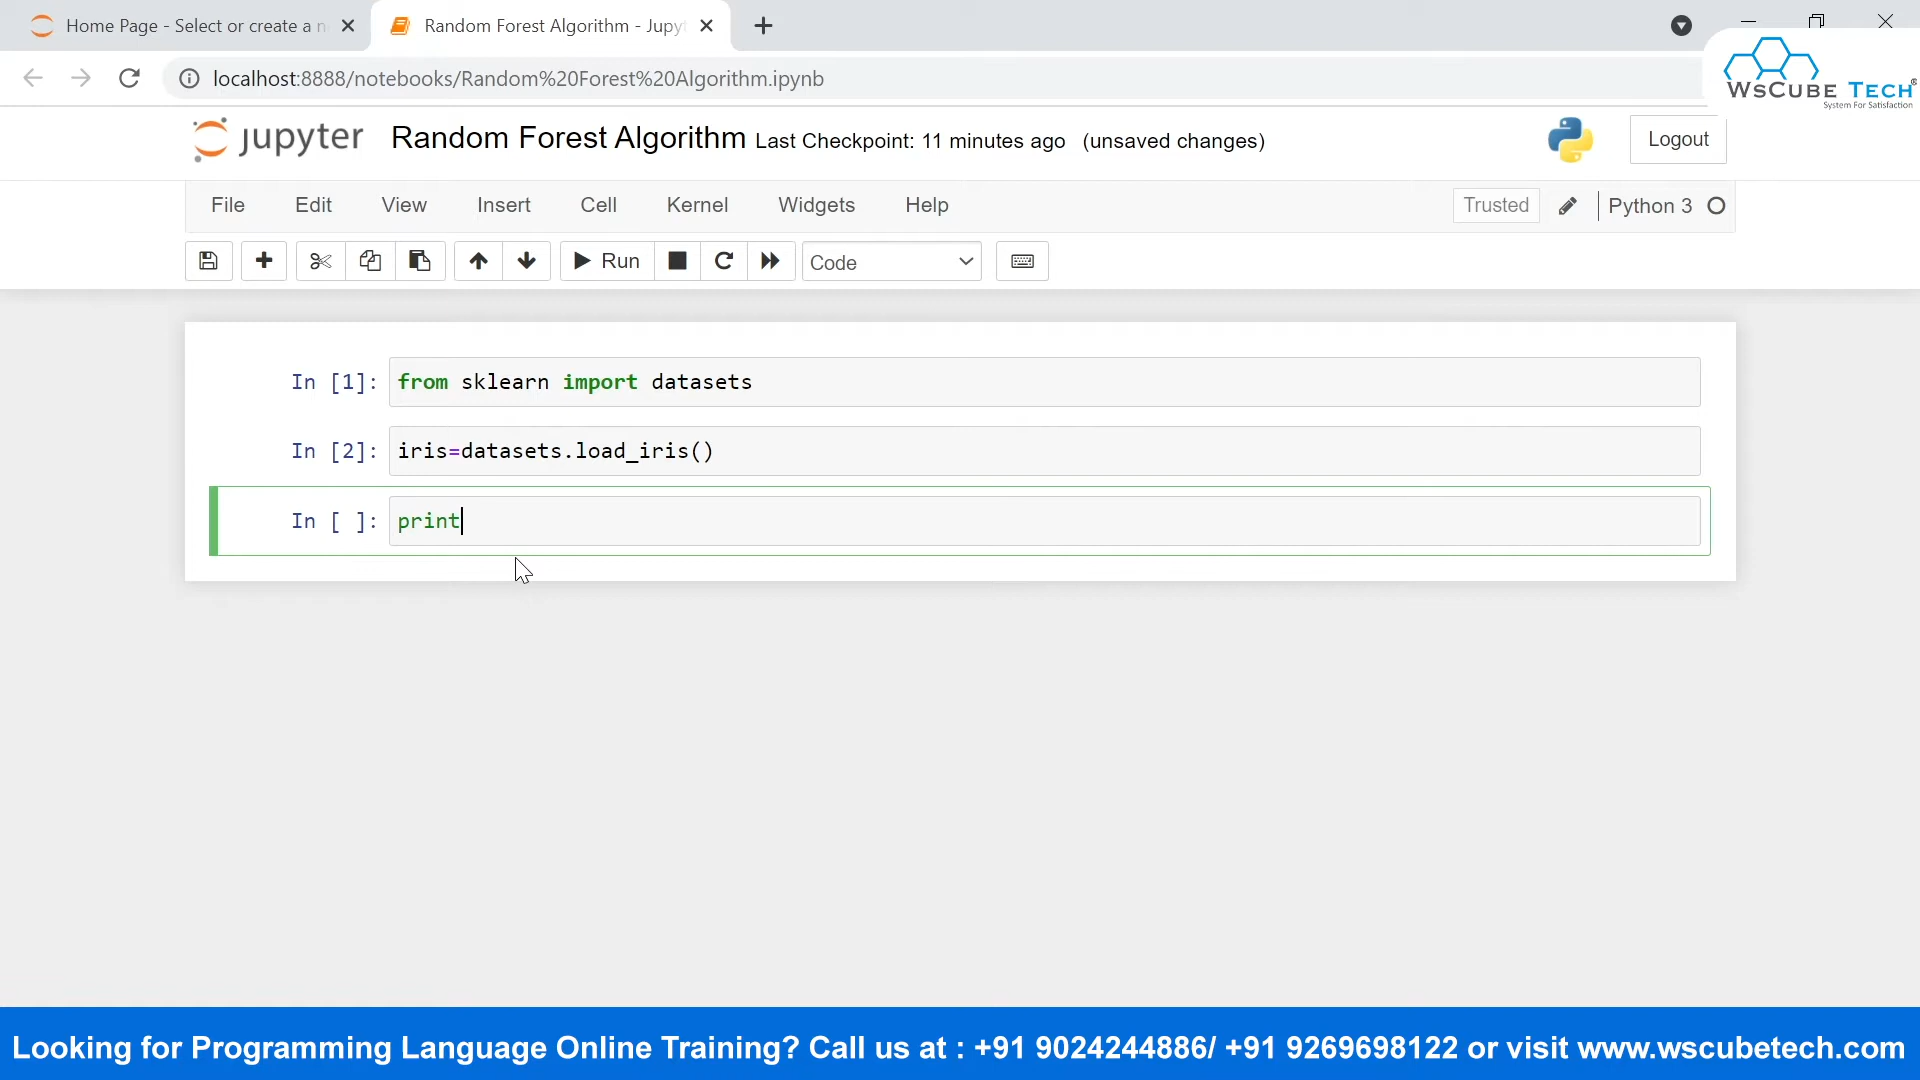 Home Page - Select or create a n
Random Forest Algorithm - Jupy
localhost:8888/notebooks/Random%20Forest%20Algorithm.ipynb
WsCube Tech®
System For Satisfaction
jupyter Random Forest Algorithm Last Checkpoint: 11 minutes ago (unsaved changes)
Logout
File Edit View Insert Cell Kernel Widgets Help
Trusted
Python 3
Run
Code
In [1]: from sklearn import datasets
In [2]: iris=datasets.load_iris()
In [ ]: print
Looking for Programming Language Online Training? Call us at : +91 9024244886/ +91 9269698122 or visit www.wscubetech.com